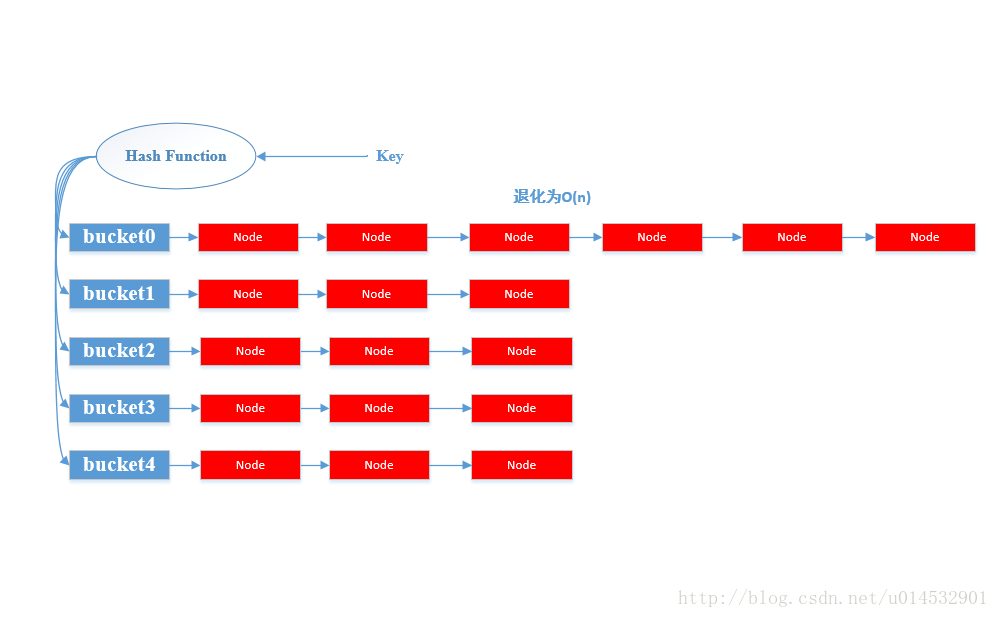 Hash Function
Key
退化为O(n)
bucket0 Node Node Node Node Node Node
bucket1 Node Node Node
bucket2 Node Node Node
bucket3 Node Node Node
bucket4 Node Node Node
http://blog.csdn.net/u014532901